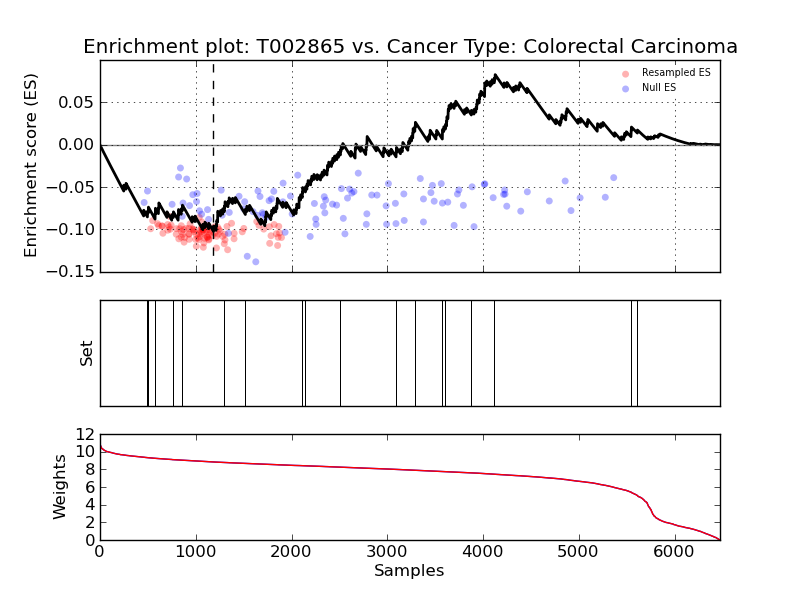 Enrichment plot: T002865 vs. Cancer Type: Colorectal Carcinoma
Enrichment score (ES)
0.05
0.00
−0.05
−0.10
−0.15
Resampled ES
Null ES
Set
Weights
12
10
8
6
4
2
0
0 1000 2000 3000 4000 5000 6000
Samples